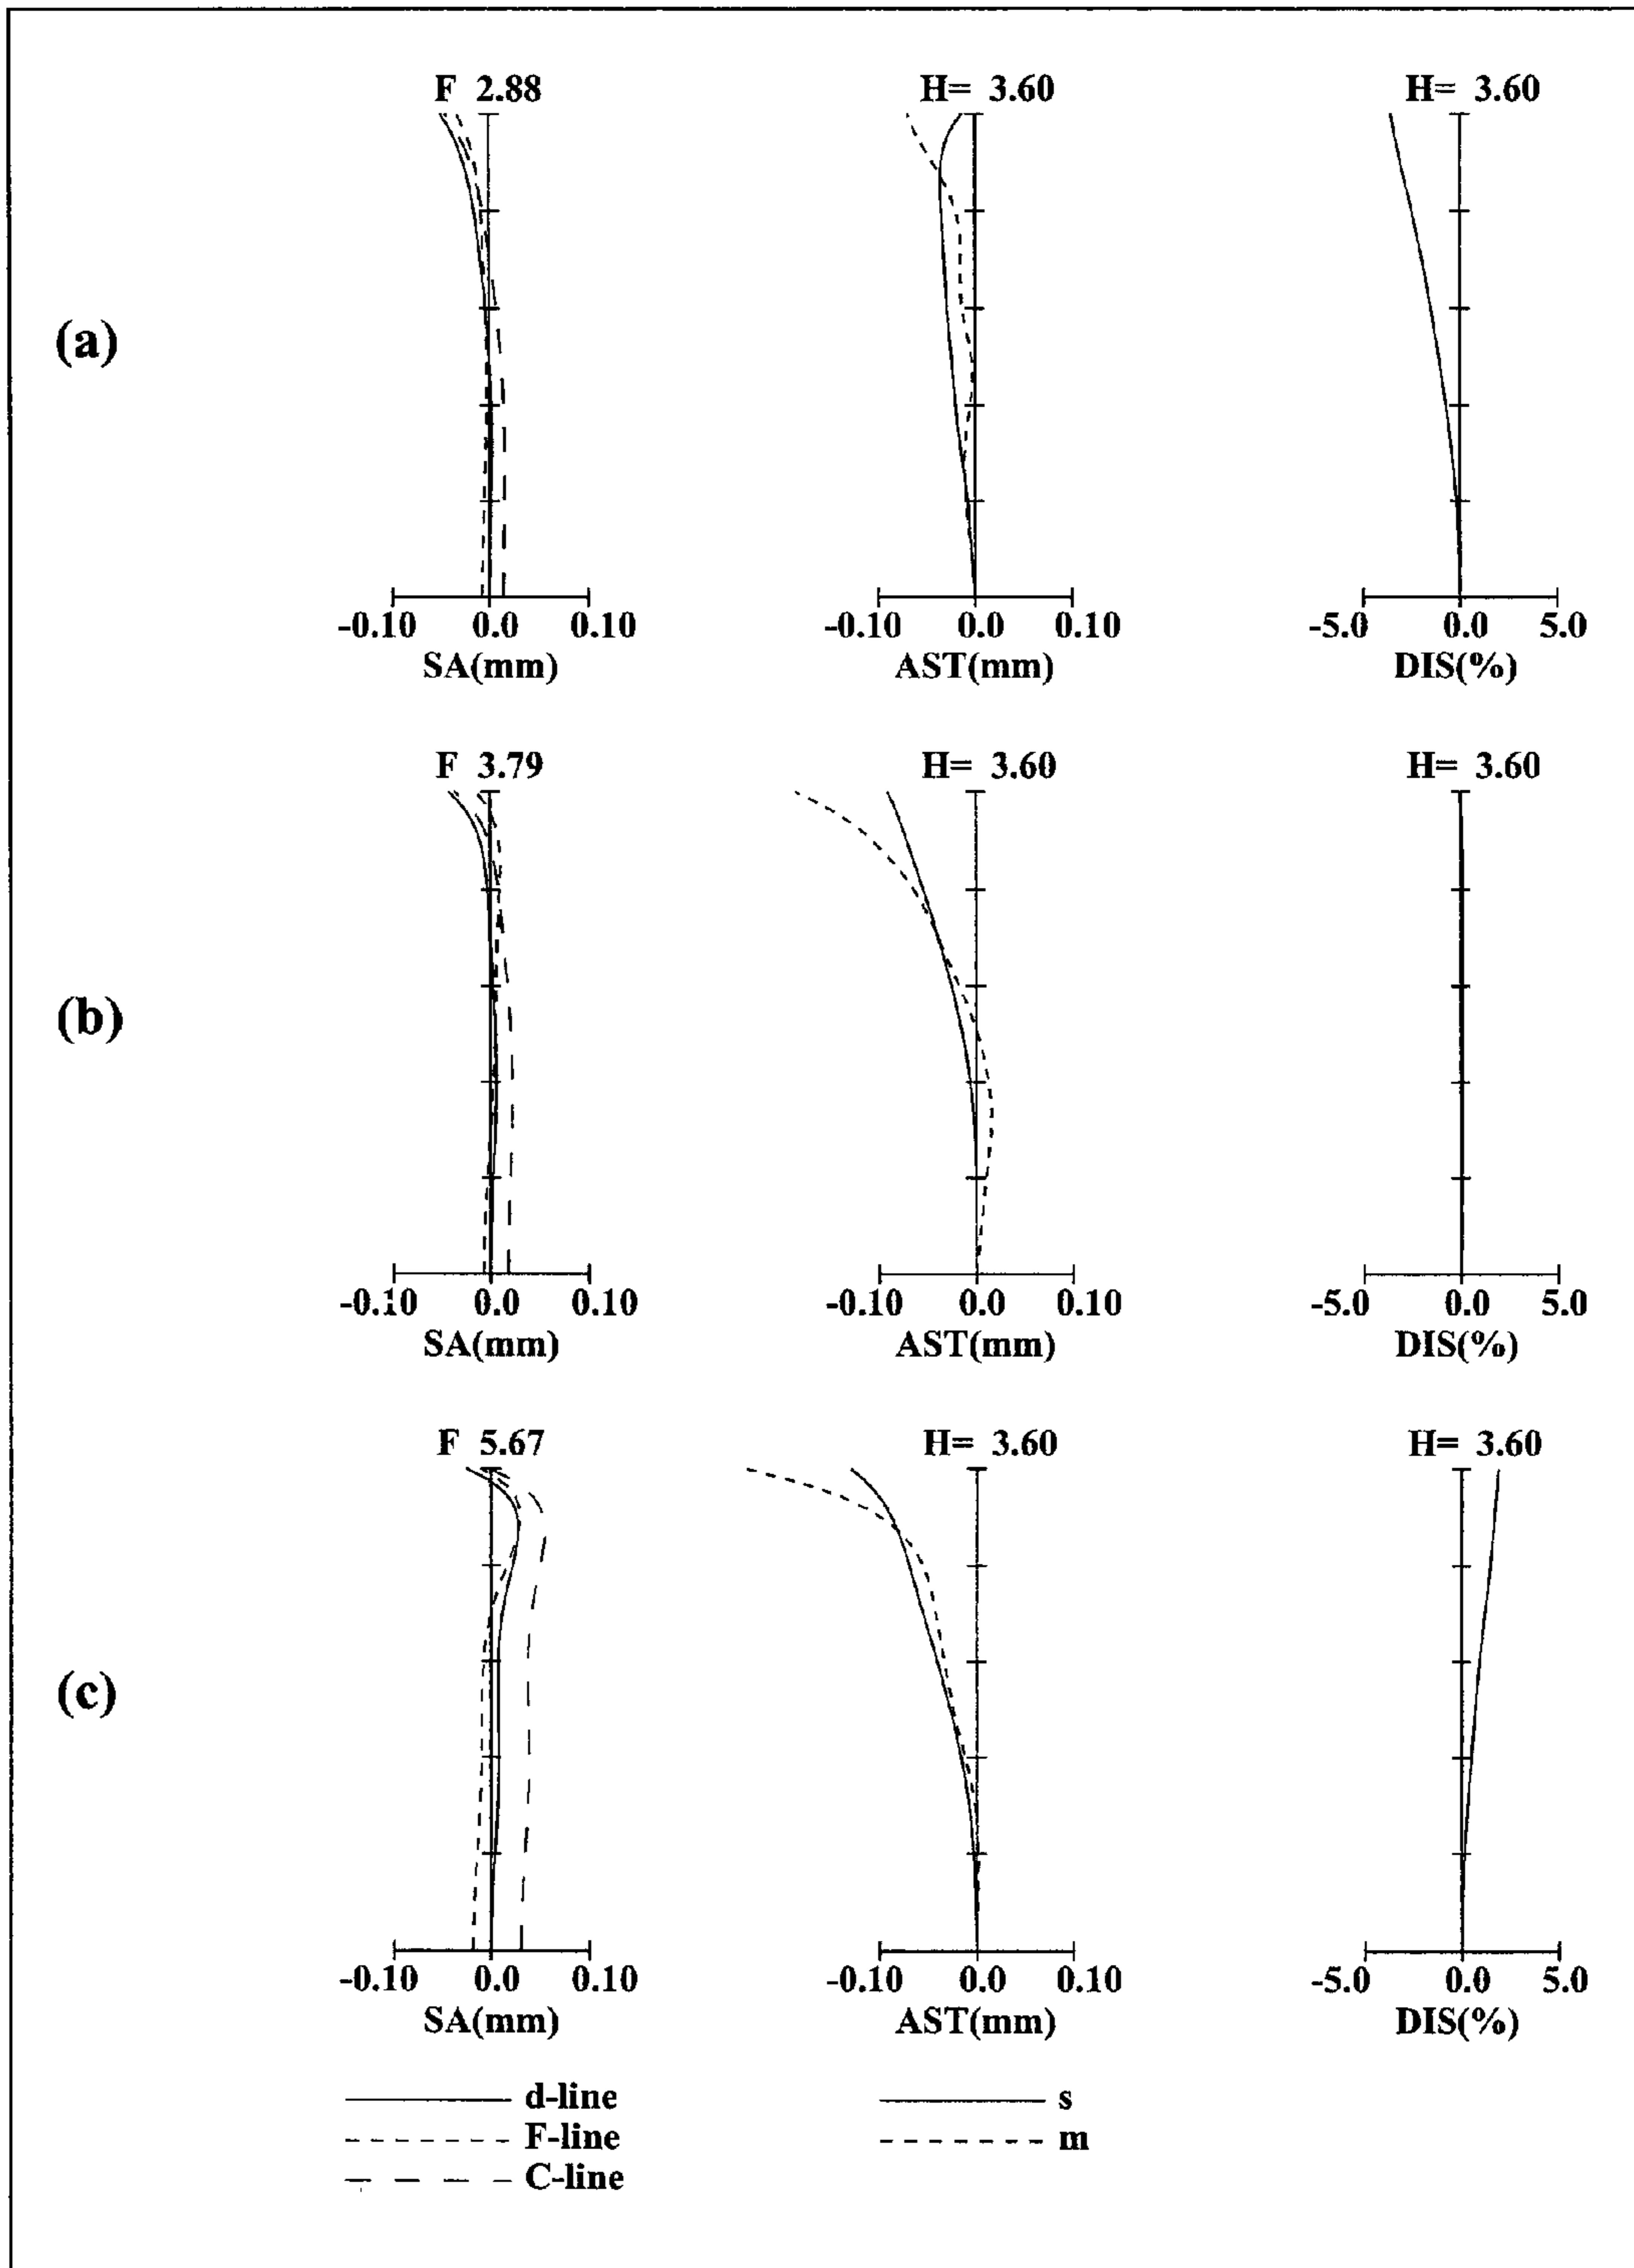 F 2.88 H= 3.60 H= 3.60
(a)
-0.10 0.0 0.10 -0.10 0.0 0.10 -5.0 0.0 5.0
SA(mm) AST(mm) DIS(%)
F 3.79 H= 3.60 H= 3.60
(b)
-0.10 0.0 0.10 -0.10 0.0 0.10 -5.0 0.0 5.0
SA(mm) AST(mm) DIS(%)
F 5.67 H= 3.60 H= 3.60
(c)
-0.10 0.0 0.10 -0.10 0.0 0.10 -5.0 0.0 5.0
SA(mm) AST(mm) DIS(%)
d-line s
F-line m
C-line